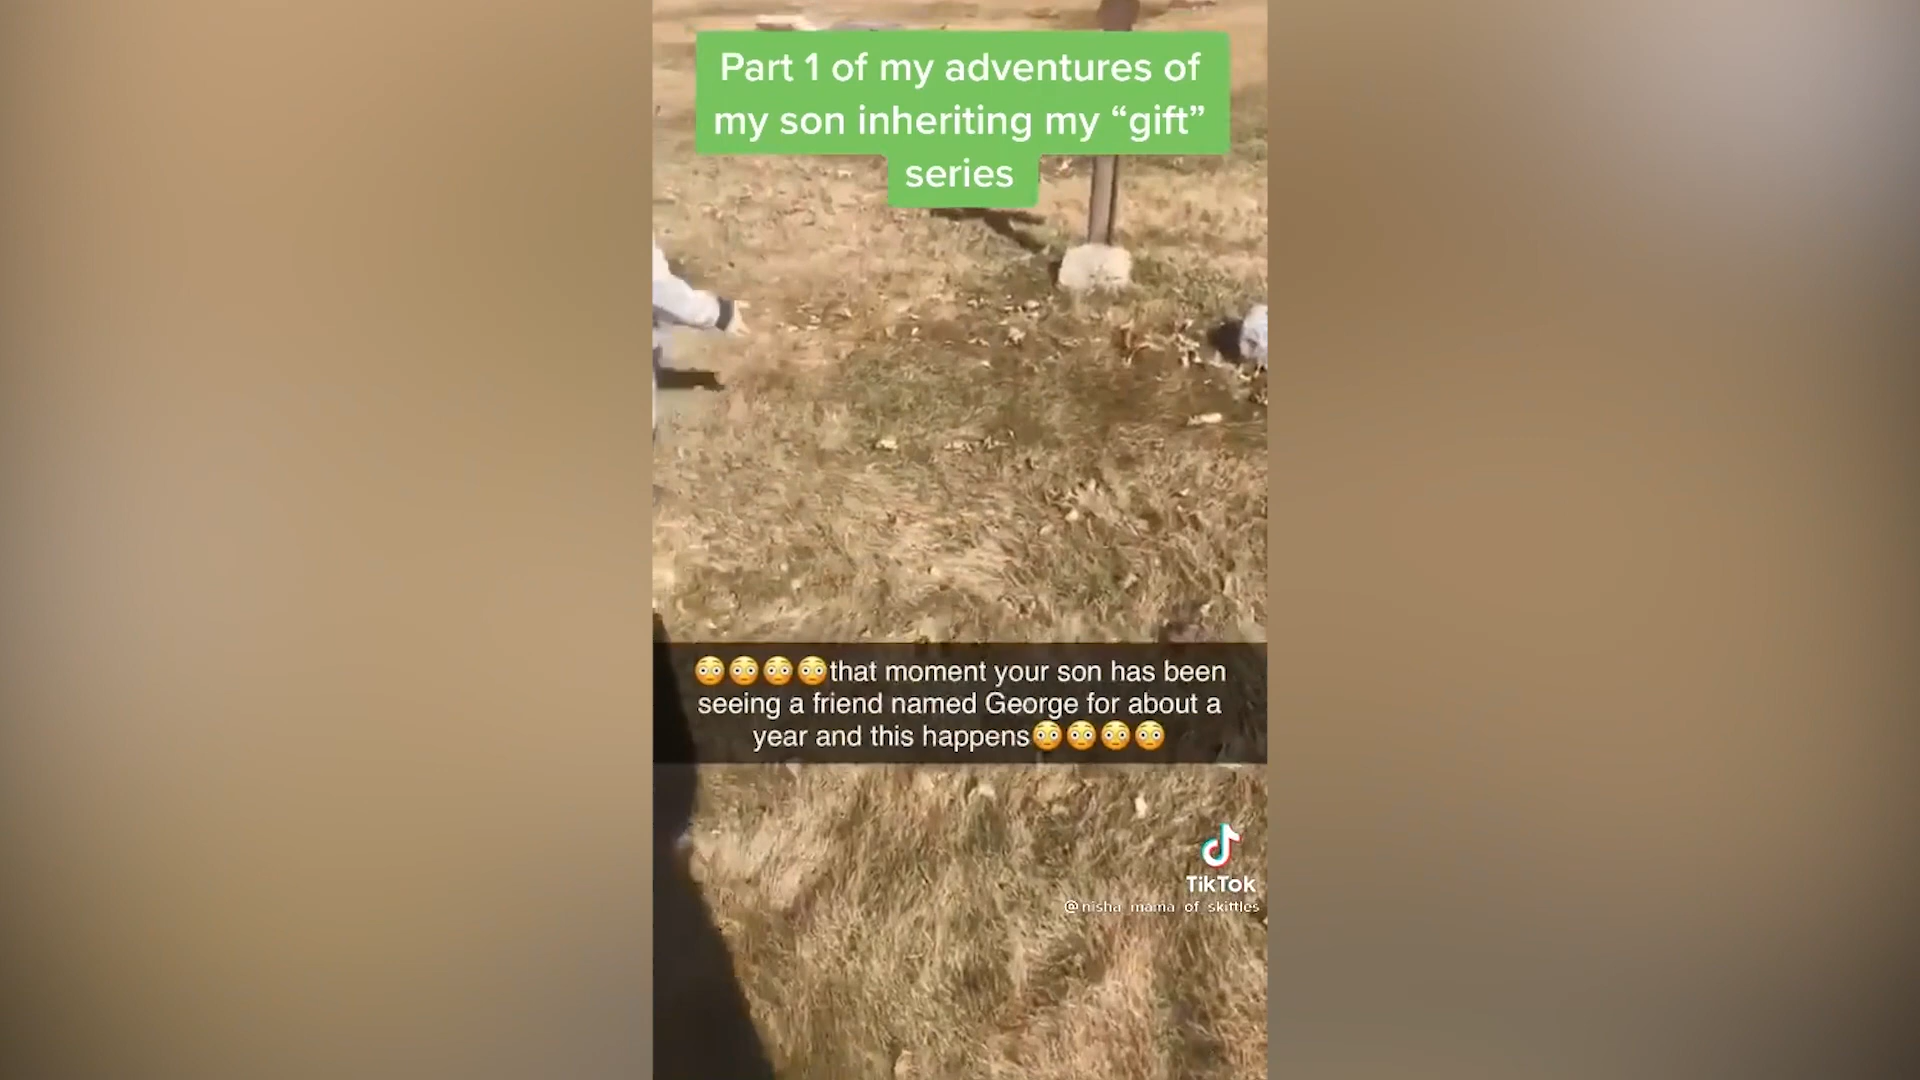 Part 1 of my adventures of
my son inheriting my “gift”
series
😳😳😳😳that moment your son has been
seeing a friend named George for about a
year and this happens😳😳😳😳
TikTok
@nisha_mama_of_skittles